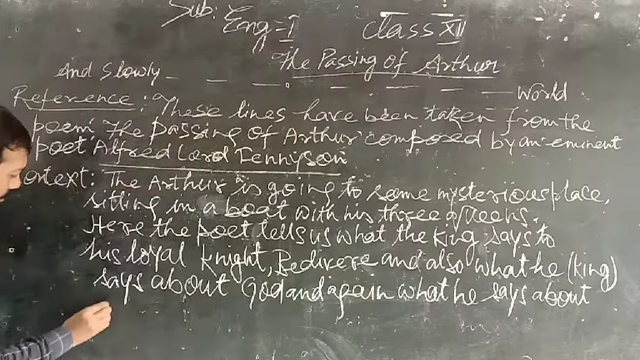 Sub: Eng-I Class XII
The Passing of Arthur
And Slowly - - - - - - - World
Reference: These lines have been taken from the
poem The Passing of Arthur composed by an eminent
poet Alfred Lord Tennyson
ontext: The Arthur is going to some mysterious place,
sitting in a boat with his three Queens.
Here the poet tells us what the King says to
his loyal Knight, Bedivere and also what he (King)
says about God and again what he says about